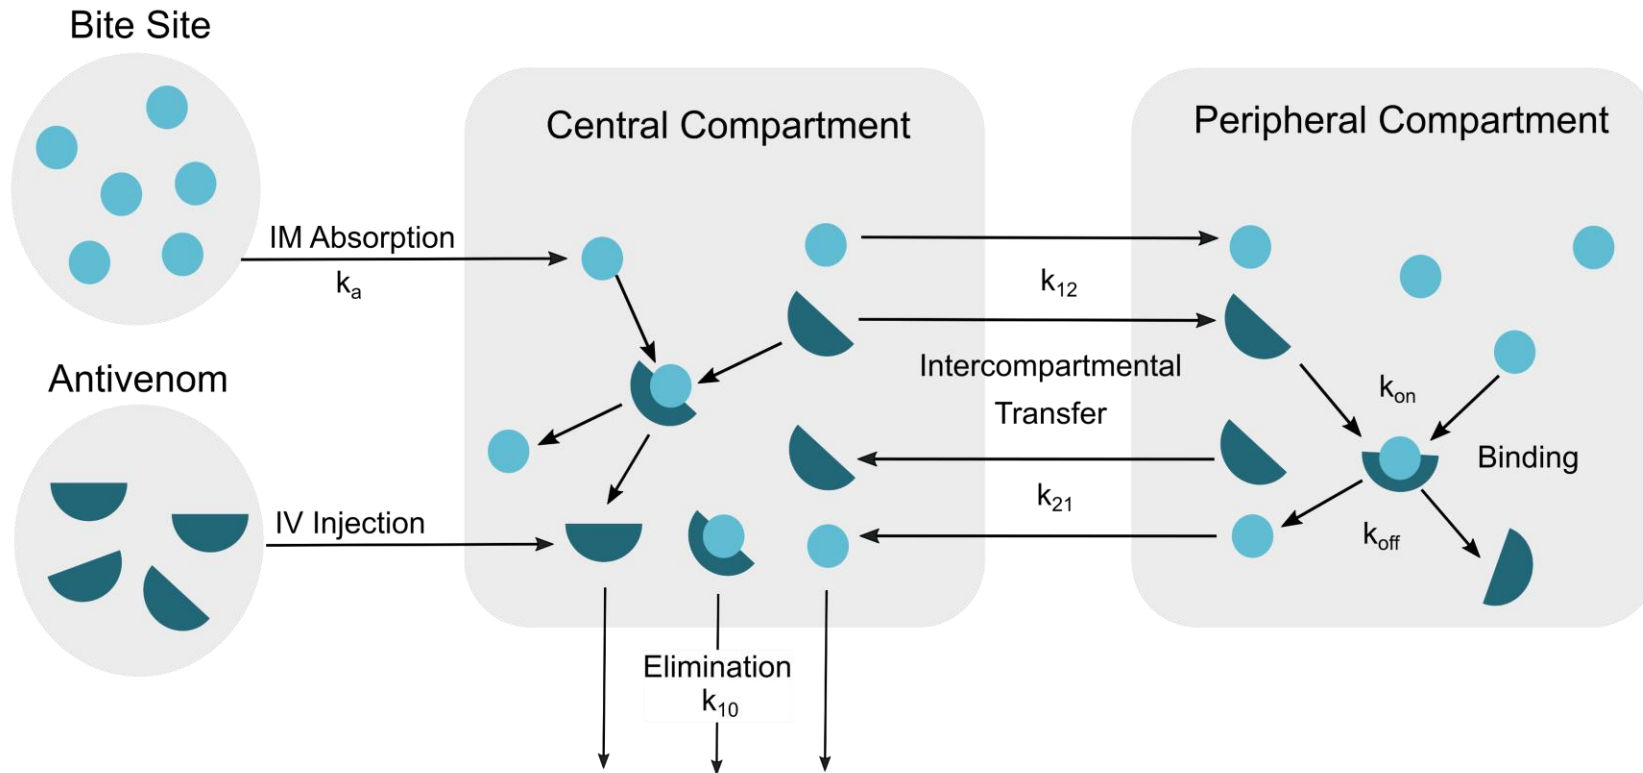 Bite Site
Central Compartment
Peripheral Compartment
IM Absorption
kₐ
k₁₂
Antivenom
Intercompartmental
Transfer
kₒₙ
Binding
IV Injection
k₂₁
k_off
Elimination
k₁₀